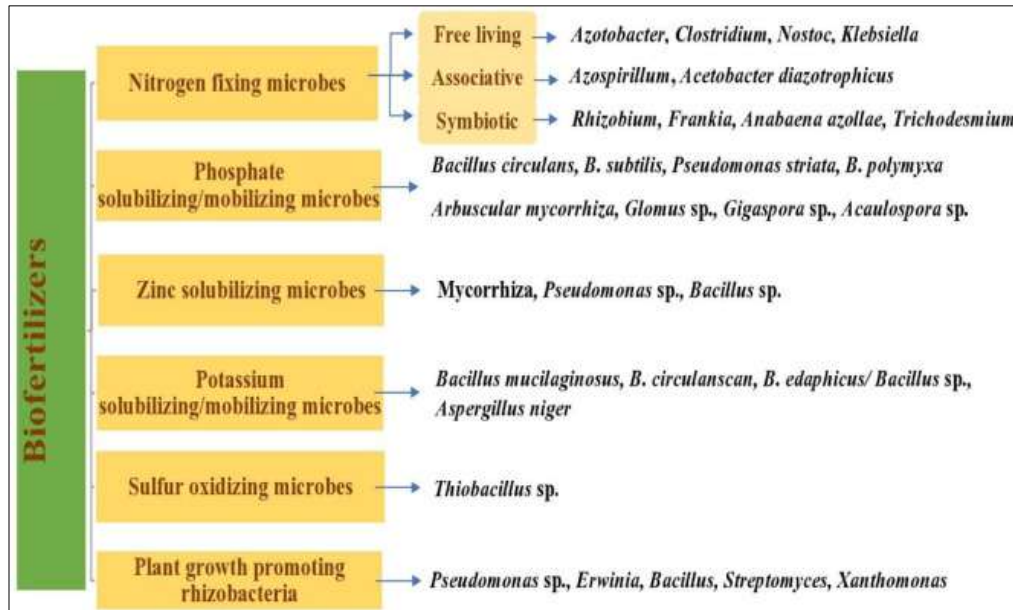 Biofertilizers
Nitrogen fixing microbes
Free living
Azotobacter, Clostridium, Nostoc, Klebsiella
Associative
Azospirillum, Acetobacter diazotrophicus
Symbiotic
Rhizobium, Frankia, Anabaena azollae, Trichodesmium
Phosphate
solubilizing/mobilizing microbes
Bacillus circulans, B. subtilis, Pseudomonas striata, B. polymyxa
Arbuscular mycorrhiza, Glomus sp., Gigaspora sp., Acaulospora sp.
Zinc solubilizing microbes
Mycorrhiza, Pseudomonas sp., Bacillus sp.
Potassium
solubilizing/mobilizing microbes
Bacillus mucilaginosus, B. circulanscan, B. edaphicus/ Bacillus sp.,
Aspergillus niger
Sulfur oxidizing microbes
Thiobacillus sp.
Plant growth promoting
rhizobacteria
Pseudomonas sp., Erwinia, Bacillus, Streptomyces, Xanthomonas